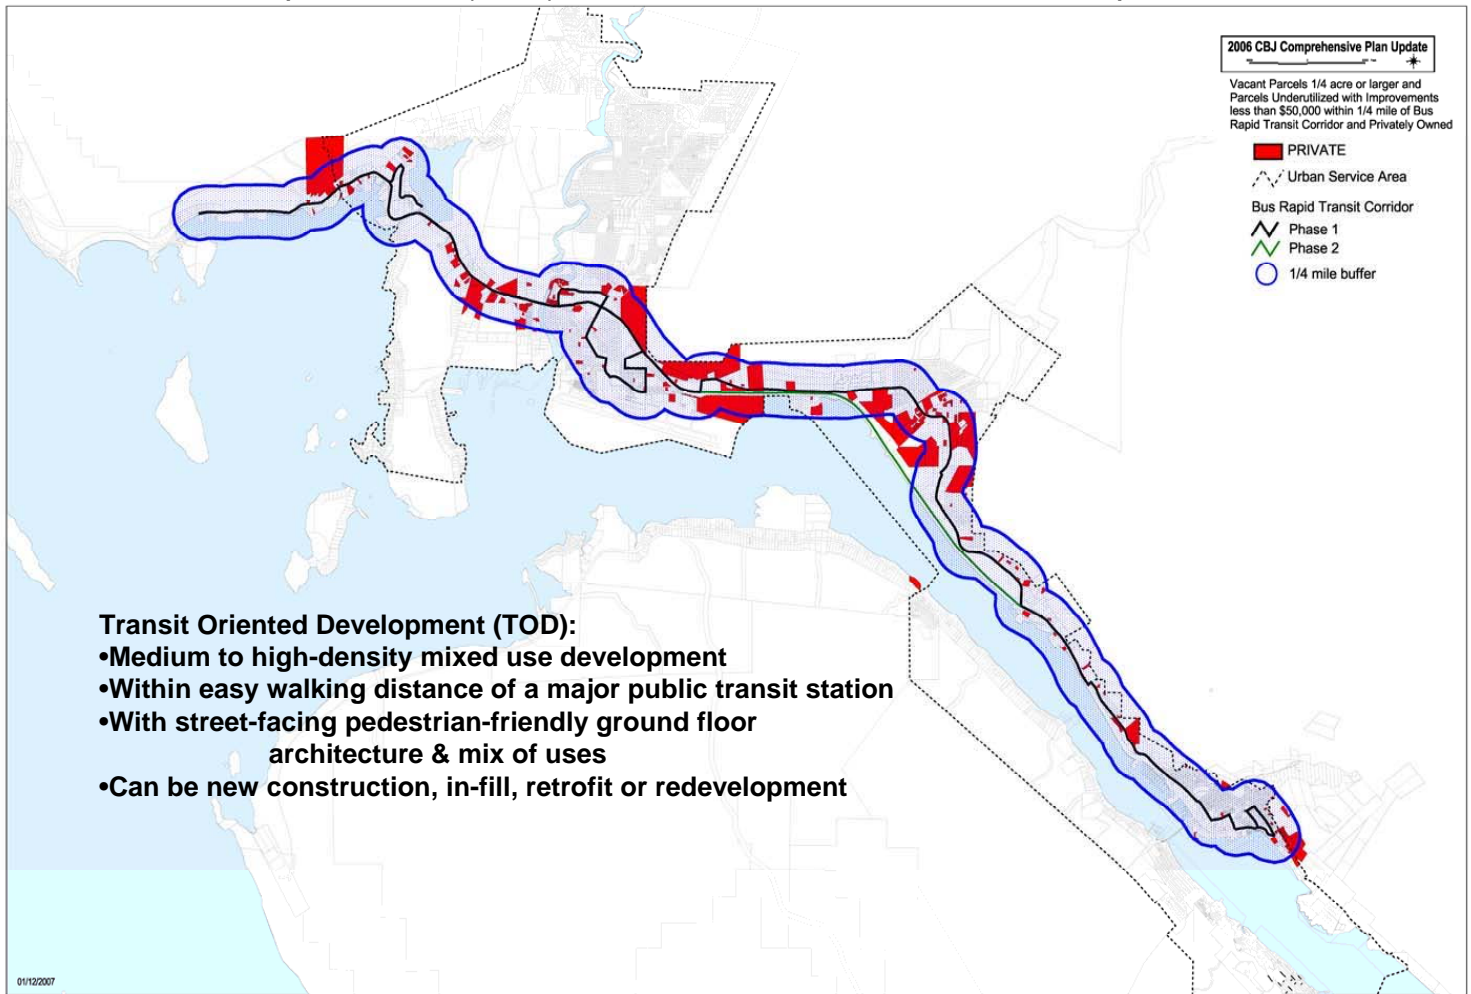 2006 CBJ Comprehensive Plan Update
Vacant Parcels 1/4 acre or larger and
Parcels Underutilized with Improvements
less than $50,000 within 1/4 mile of Bus
Rapid Transit Corridor and Privately Owned
PRIVATE
Urban Service Area
Bus Rapid Transit Corridor
Phase 1
Phase 2
1/4 mile buffer
Transit Oriented Development (TOD):
•Medium to high-density mixed use development
•Within easy walking distance of a major public transit station
•With street-facing pedestrian-friendly ground floor
architecture & mix of uses
•Can be new construction, in-fill, retrofit or redevelopment
01/12/2007